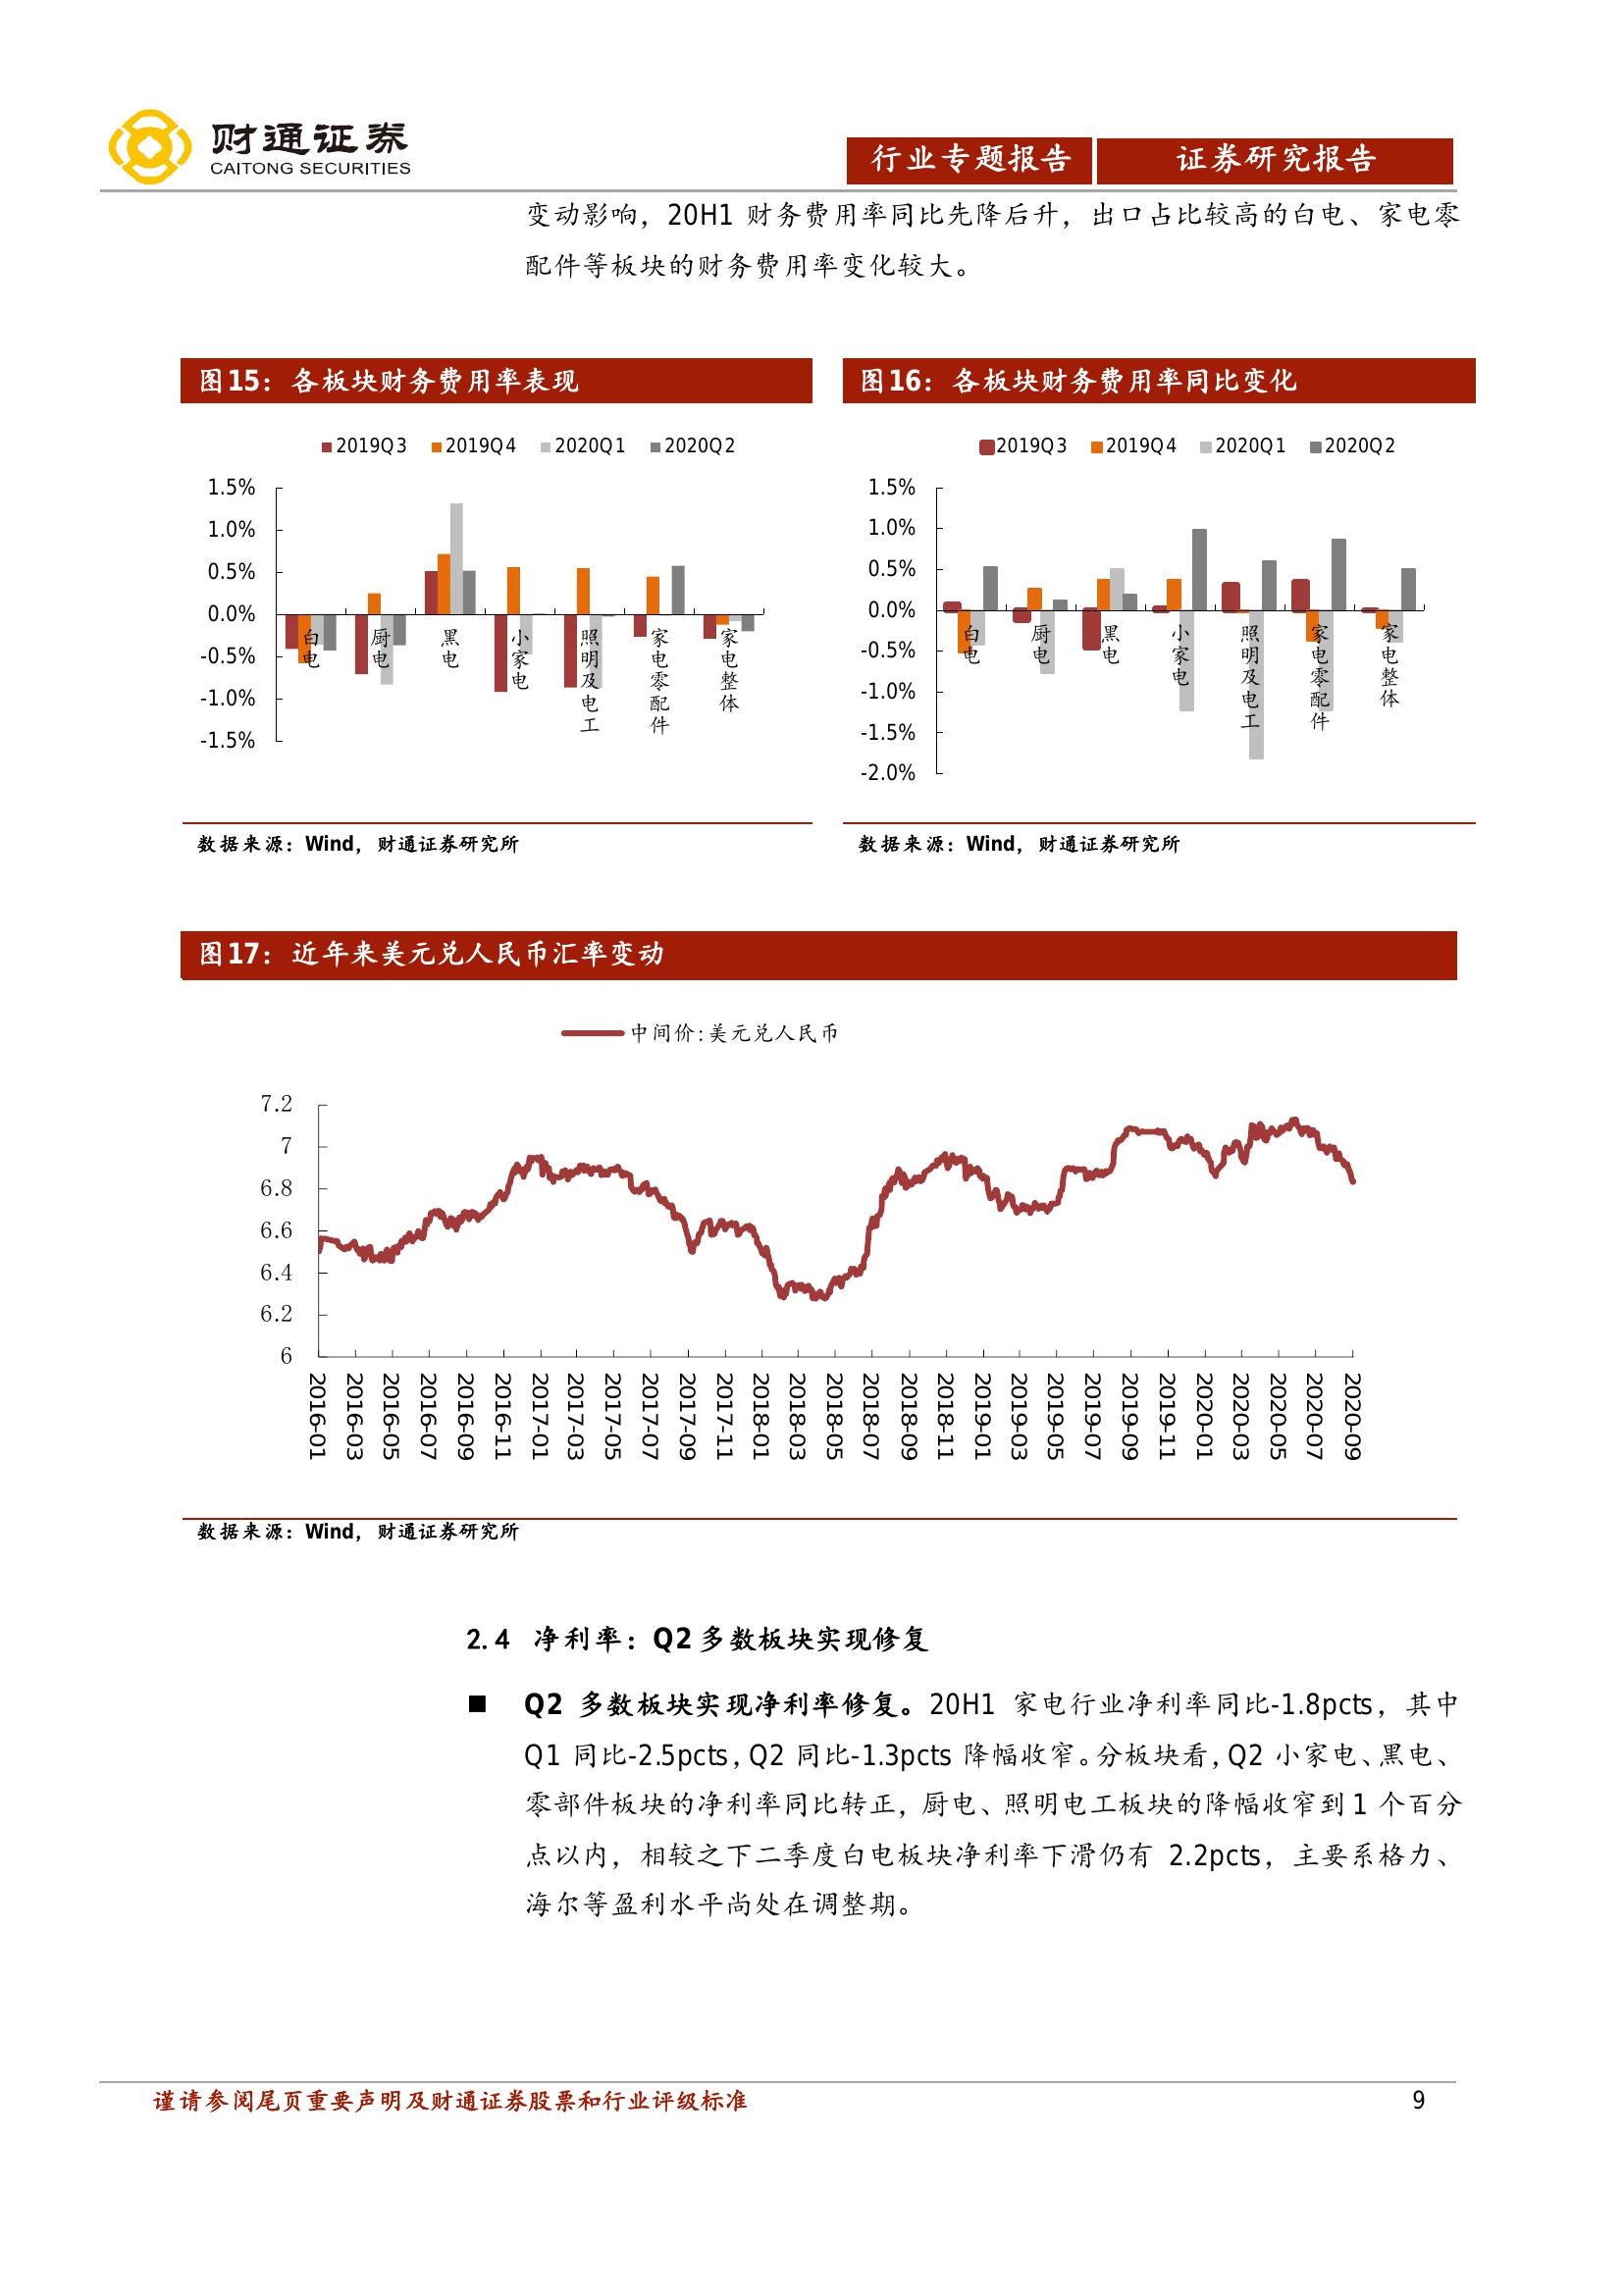 财通证券
CAITONG SECURITIES
行业专题报告 证券研究报告
变动影响，20H1 财务费用率同比先降后升，出口占比较高的白电、家电零
配件等板块的财务费用率变化较大。
图15：各板块财务费用率表现
2019Q3 2019Q4 2020Q1 2020Q2
1.5%
1.0%
0.5%
0.0%
-0.5%
-1.0%
-1.5%
白电
厨电
黑电
小家电
照明及电工
家电零配件
家电整体
数据来源：Wind，财通证券研究所
图16：各板块财务费用率同比变化
2019Q3 2019Q4 2020Q1 2020Q2
1.5%
1.0%
0.5%
0.0%
-0.5%
-1.0%
-1.5%
-2.0%
白电
厨电
黑电
小家电
照明及电工
家电零配件
家电整体
数据来源：Wind，财通证券研究所
图17：近年来美元兑人民币汇率变动
中间价:美元兑人民币
7.2
7
6.8
6.6
6.4
6.2
6
2016-01
2016-03
2016-05
2016-07
2016-09
2016-11
2017-01
2017-03
2017-05
2017-07
2017-09
2017-11
2018-01
2018-03
2018-05
2018-07
2018-09
2018-11
2019-01
2019-03
2019-05
2019-07
2019-09
2019-11
2020-01
2020-03
2020-05
2020-07
2020-09
数据来源：Wind，财通证券研究所
2.4 净利率：Q2多数板块实现修复
■ Q2 多数板块实现净利率修复。20H1 家电行业净利率同比-1.8pcts，其中
Q1 同比-2.5pcts，Q2 同比-1.3pcts 降幅收窄。分板块看，Q2 小家电、黑电、
零部件板块的净利率同比转正，厨电、照明电工板块的降幅收窄到1 个百分
点以内，相较之下二季度白电板块净利率下滑仍有 2.2pcts，主要系格力、
海尔等盈利水平尚处在调整期。
谨请参阅尾页重要声明及财通证券股票和行业评级标准 9